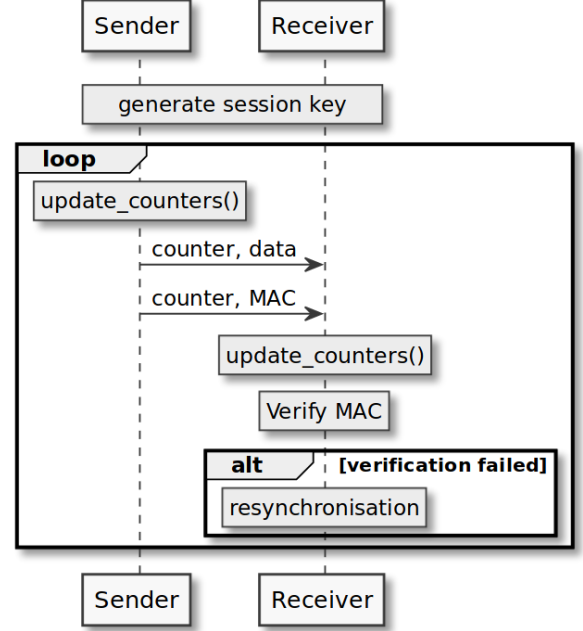 Sender Receiver
generate session key
loop
update_counters()
counter, data
counter, MAC
update_counters()
Verify MAC
alt [verification failed]
resynchronisation
Sender Receiver